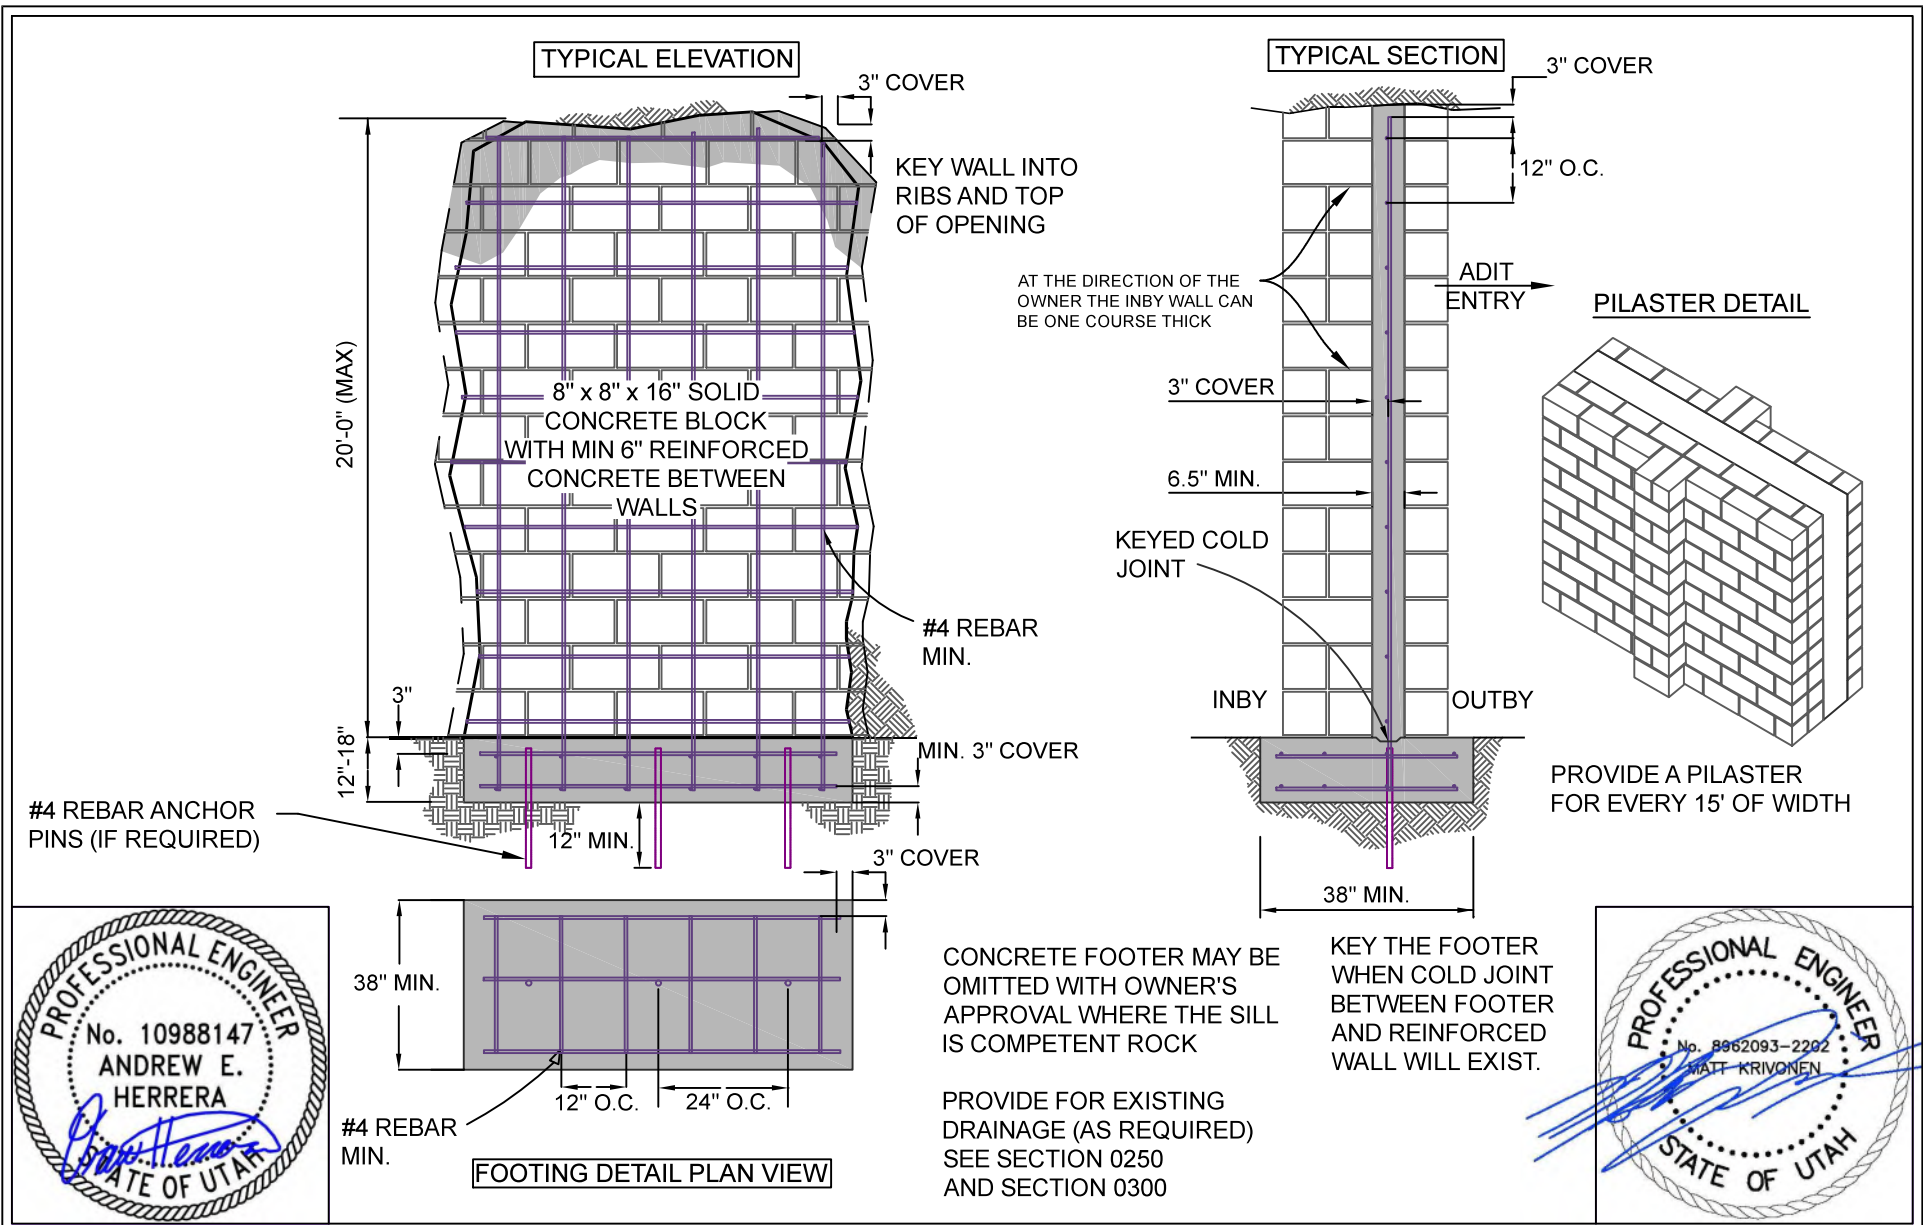 TYPICAL ELEVATION
3" COVER
KEY WALL INTO
RIBS AND TOP
OF OPENING
20'-0" (MAX)
8" x 8" x 16" SOLID
CONCRETE BLOCK
WITH MIN 6" REINFORCED
CONCRETE BETWEEN
WALLS
#4 REBAR
MIN.
3"
12"-18"
MIN. 3" COVER
#4 REBAR ANCHOR
PINS (IF REQUIRED)
12" MIN.
3" COVER
38" MIN.
12" O.C.
24" O.C.
#4 REBAR
MIN.
FOOTING DETAIL PLAN VIEW
TYPICAL SECTION
3" COVER
12" O.C.
AT THE DIRECTION OF THE
OWNER THE INBY WALL CAN
BE ONE COURSE THICK
ADIT
ENTRY
3" COVER
6.5" MIN.
KEYED COLD
JOINT
INBY
OUTBY
38" MIN.
PILASTER DETAIL
PROVIDE A PILASTER
FOR EVERY 15' OF WIDTH
CONCRETE FOOTER MAY BE
OMITTED WITH OWNER'S
APPROVAL WHERE THE SILL
IS COMPETENT ROCK
PROVIDE FOR EXISTING
DRAINAGE (AS REQUIRED)
SEE SECTION 0250
AND SECTION 0300
KEY THE FOOTER
WHEN COLD JOINT
BETWEEN FOOTER
AND REINFORCED
WALL WILL EXIST.
PROFESSIONAL ENGINEER
No. 10988147
ANDREW E.
HERRERA
STATE OF UTAH
PROFESSIONAL ENGINEER
No. 8962093-2202
MATT KRIVONEN
STATE OF UTAH